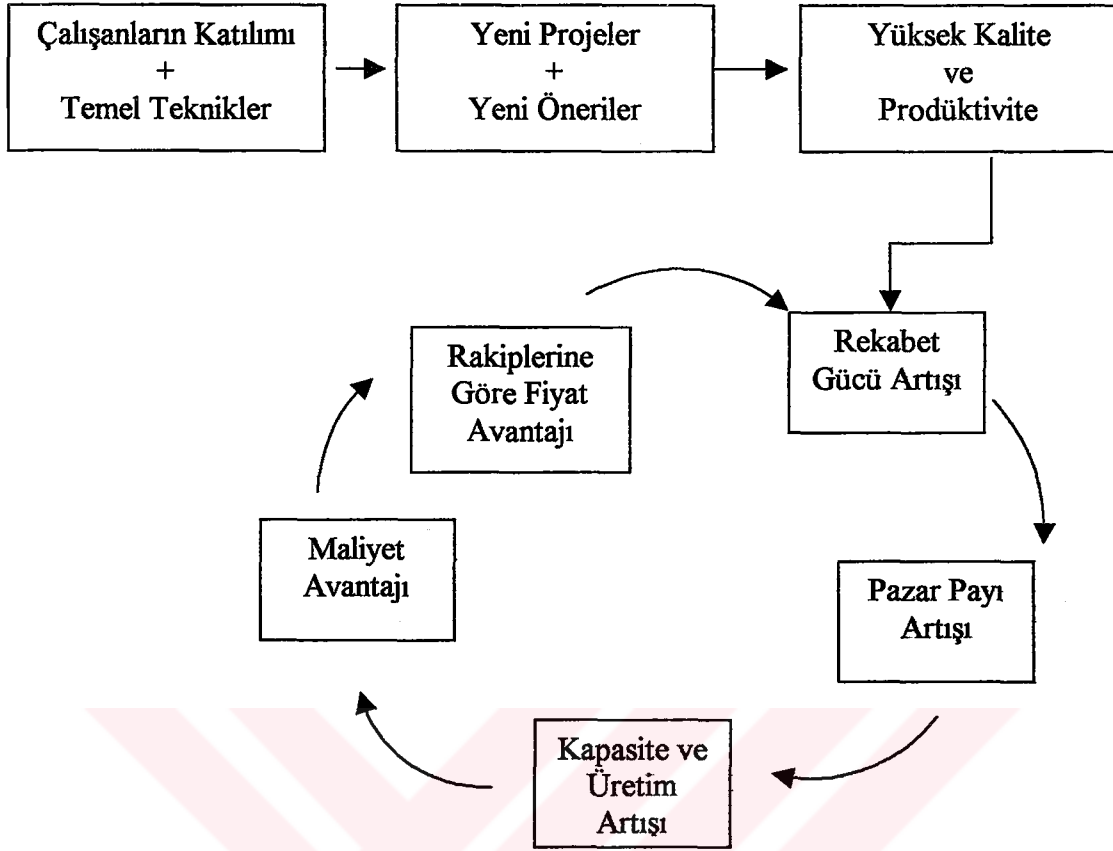 Çalışanların Katılımı
+
Temel Teknikler
Yeni Projeler
+
Yeni Öneriler
Yüksek Kalite
ve
Prodüktivite
Rekabet
Gücü Artışı
Pazar Payı
Artışı
Kapasite ve
Üretim
Artışı
Maliyet
Avantajı
Rakiplerine
Göre Fiyat
Avantajı